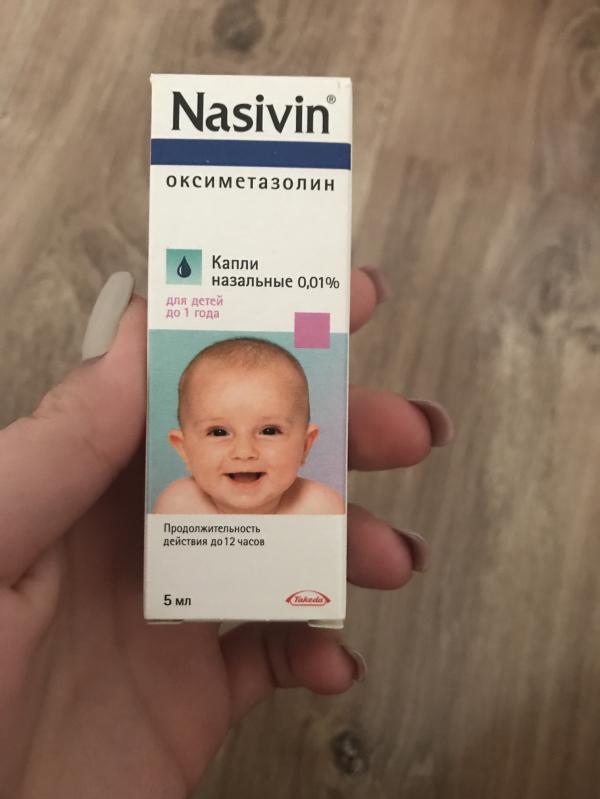 Nasivin®
оксиметазолин
Капли
назальные 0,01%
для детей
до 1 года
Продолжительность
действия до 12 часов
5 мл
Takeda